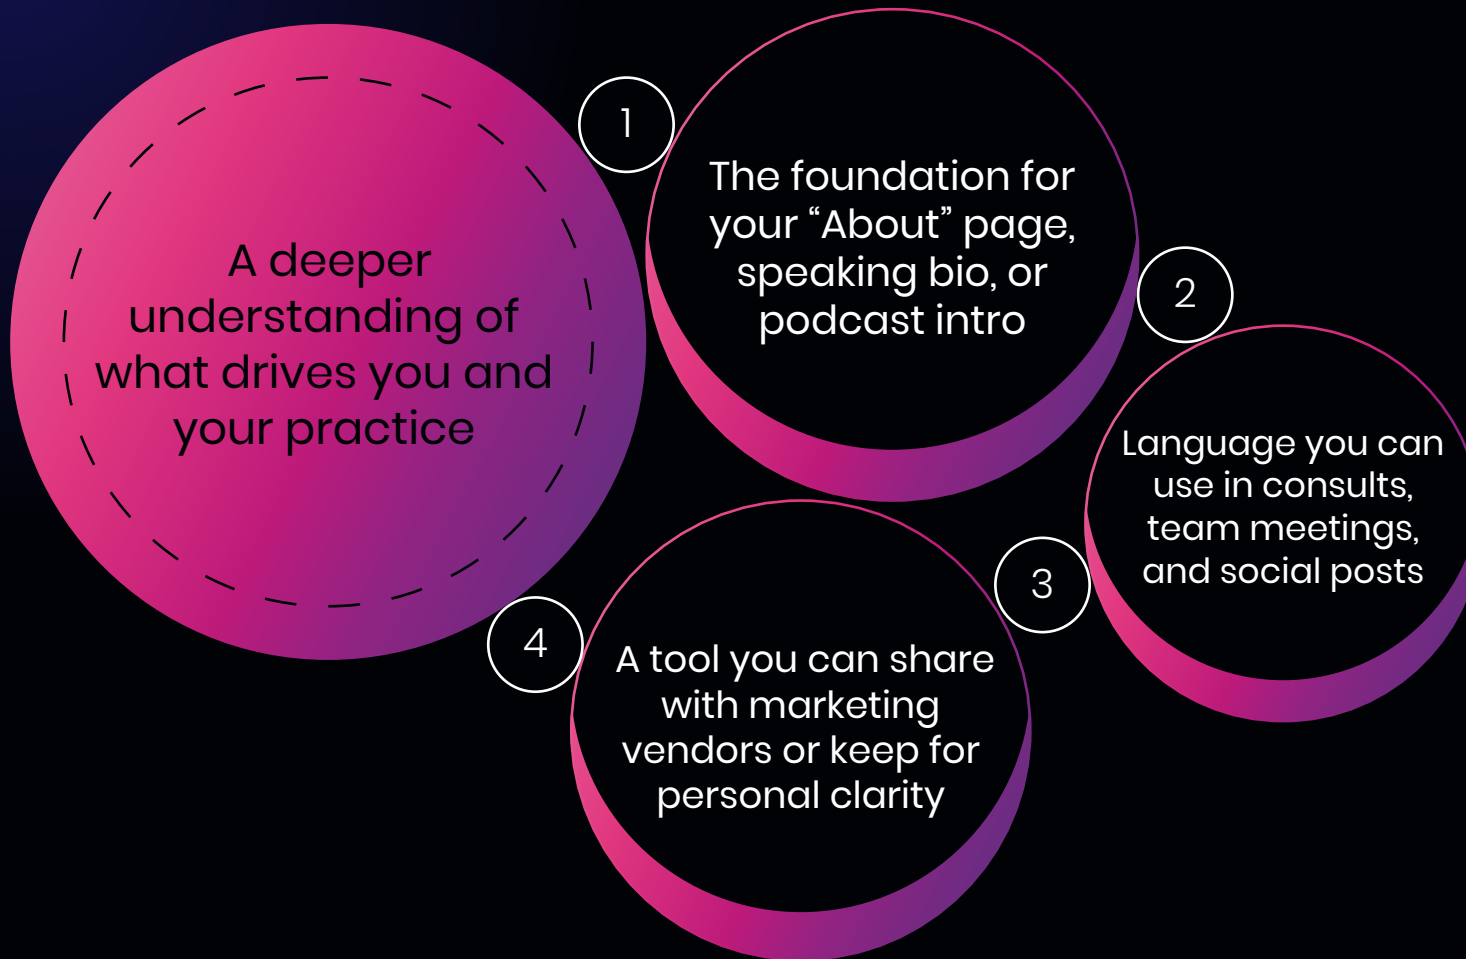 A deeper
understanding of
what drives you and
your practice
1
The foundation for
your “About” page,
speaking bio, or
podcast intro
2
Language you can
use in consults,
team meetings,
and social posts
3
A tool you can share
with marketing
vendors or keep for
personal clarity
4